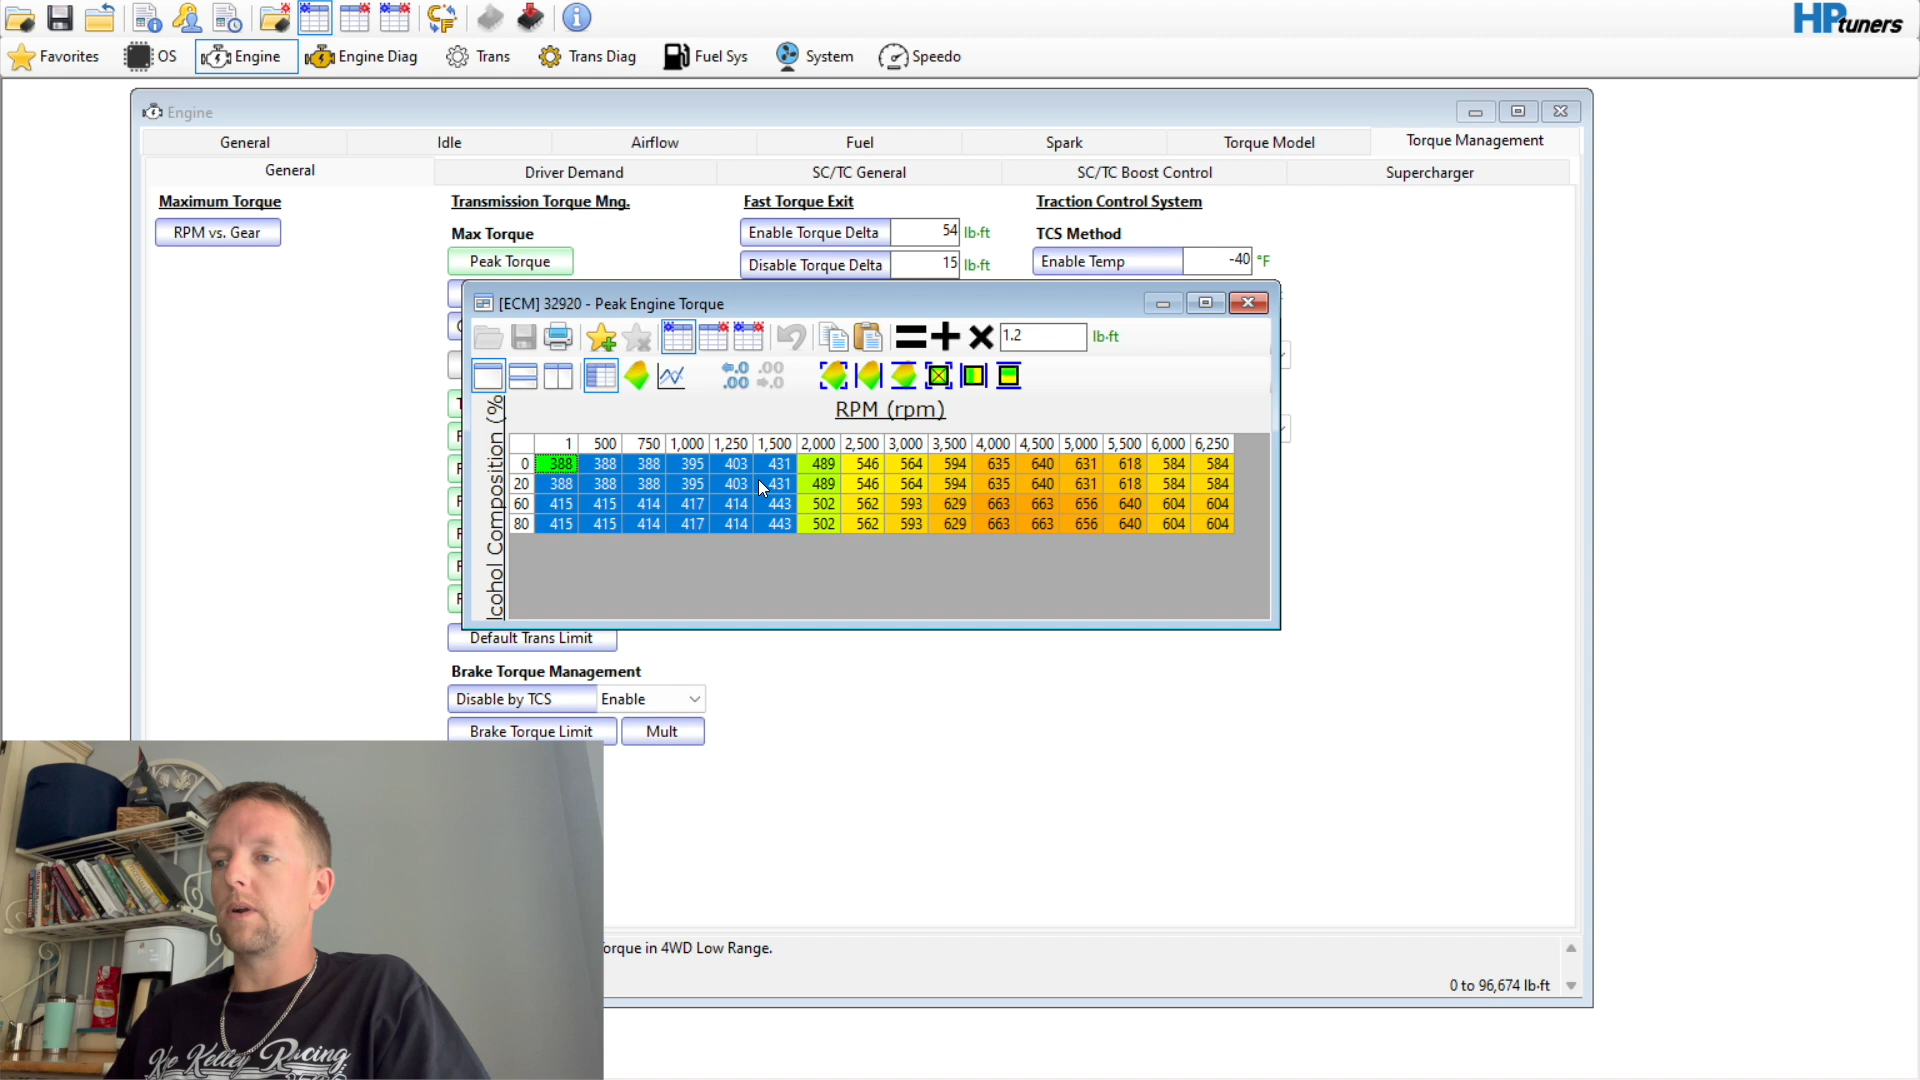 HPtuners
Favorites OS Engine Engine Diag Trans Trans Diag Fuel Sys System Speedo
Engine
General Idle Airflow Fuel Spark Torque Model Torque Management
General Driver Demand SC/TC General SC/TC Boost Control Supercharger
Maximum Torque Transmission Torque Mng. Fast Torque Exit Traction Control System
RPM vs. Gear Max Torque Enable Torque Delta 54 lb·ft TCS Method
Peak Torque Disable Torque Delta 15 lb·ft Enable Temp -40 °F
[ECM] 32920 - Peak Engine Torque
1.2 lb·ft
RPM (rpm)
1 500 750 1,000 1,250 1,500 2,000 2,500 3,000 3,500 4,000 4,500 5,000 5,500 6,000 6,250
0 388 388 388 395 403 431 489 546 564 594 635 640 631 618 584 584
20 388 388 388 395 403 431 489 546 564 594 635 640 631 618 584 584
60 415 415 414 417 414 443 502 562 593 629 663 663 656 640 604 604
80 415 415 414 417 414 443 502 562 593 629 663 663 656 640 604 604
lcohol Composition (%
Default Trans Limit
Brake Torque Management
Disable by TCS Enable
Brake Torque Limit Mult
orque in 4WD Low Range.
0 to 96,674 lb·ft
Kelley Racing